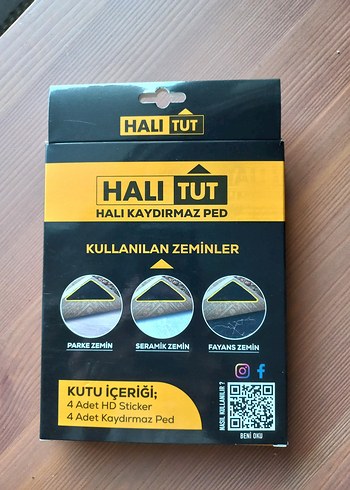 HALI TUT
HALI TUT
HALI KAYDIRMAZ PED
KULLANILAN ZEMİNLER
PARKE ZEMİN
SERAMİK ZEMİN
FAYANS ZEMİN
KUTU İÇERİĞİ;
4 Adet HD Sticker
4 Adet Kaydırmaz Ped
NASIL KULLANILIR ?
BENİ OKU